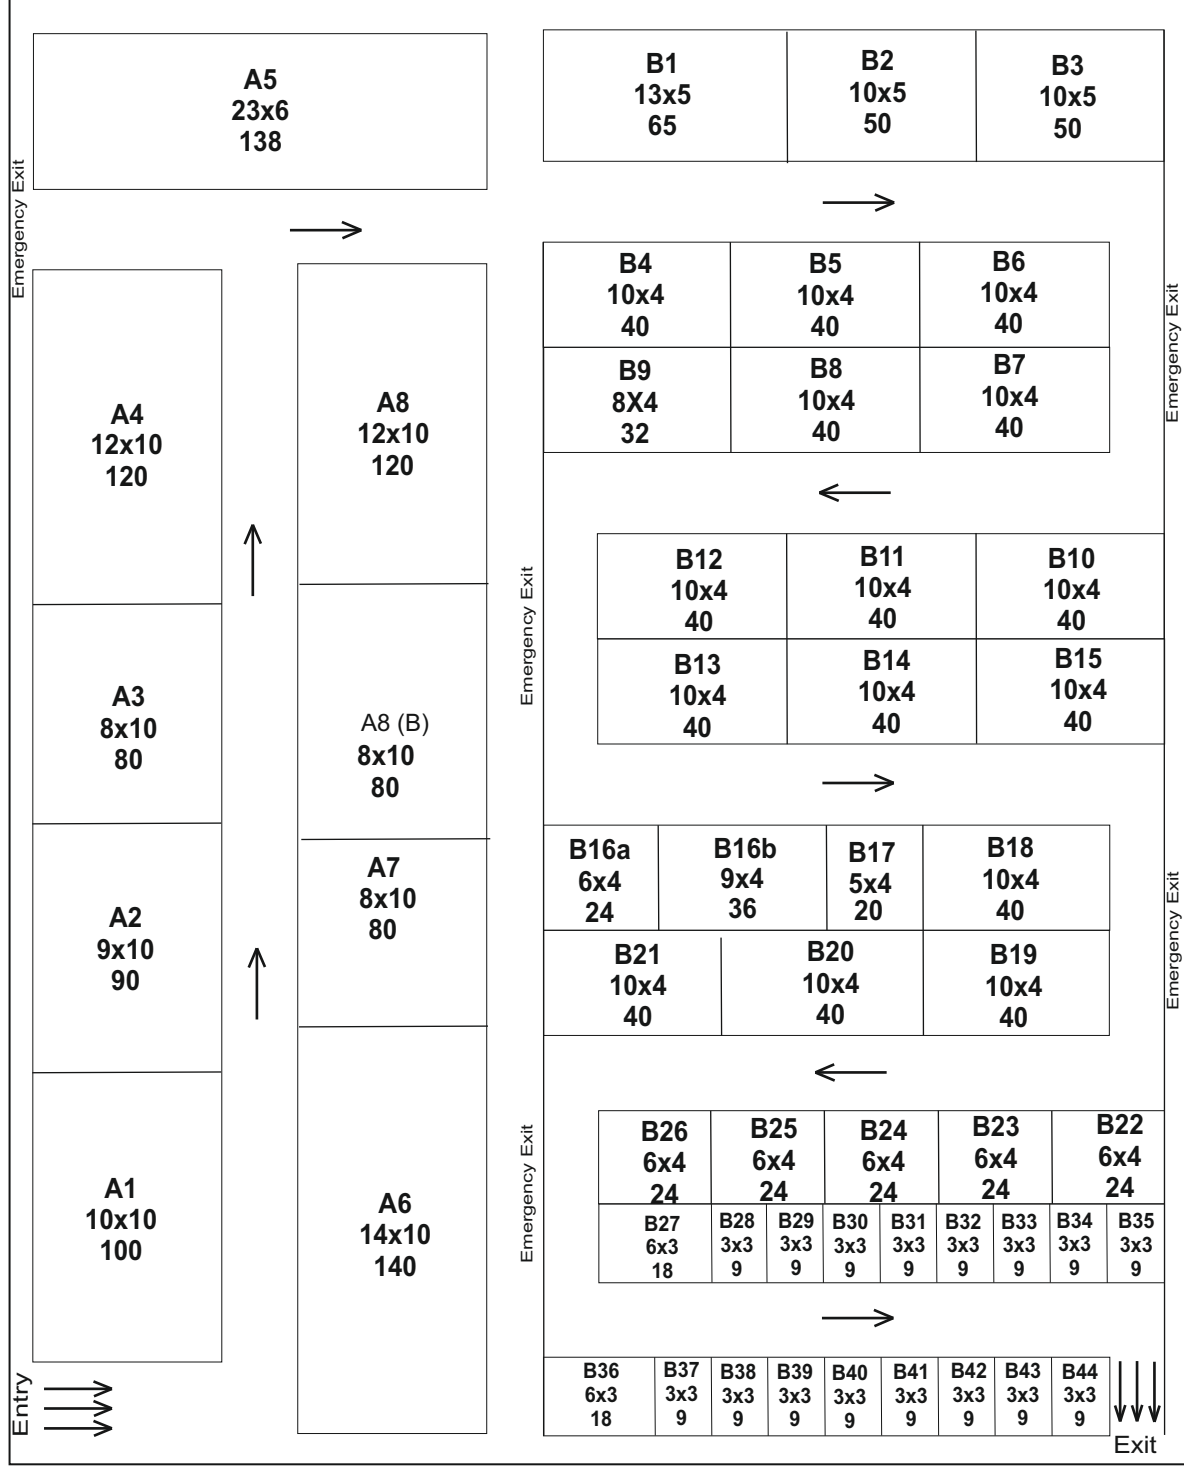 A5
23x6
138
B1
13x5
65
B2
10x5
50
B3
10x5
50
Emergency Exit
A4
12x10
120
A8
12x10
120
B4
10x4
40
B5
10x4
40
B6
10x4
40
Emergency Exit
B9
8X4
32
B8
10x4
40
B7
10x4
40
B12
10x4
40
B11
10x4
40
B10
10x4
40
Emergency Exit
A3
8x10
80
A8 (B)
8x10
80
B13
10x4
40
B14
10x4
40
B15
10x4
40
A2
9x10
90
A7
8x10
80
B16a
6x4
24
B16b
9x4
36
B17
5x4
20
B18
10x4
40
Emergency Exit
B21
10x4
40
B20
10x4
40
B19
10x4
40
A1
10x10
100
A6
14x10
140
Emergency Exit
B26
6x4
24
B25
6x4
24
B24
6x4
24
B23
6x4
24
B22
6x4
24
B27
6x3
18
B28
3x3
9
B29
3x3
9
B30
3x3
9
B31
3x3
9
B32
3x3
9
B33
3x3
9
B34
3x3
9
B35
3x3
9
Entry
B36
6x3
18
B37
3x3
9
B38
3x3
9
B39
3x3
9
B40
3x3
9
B41
3x3
9
B42
3x3
9
B43
3x3
9
B44
3x3
9
Exit